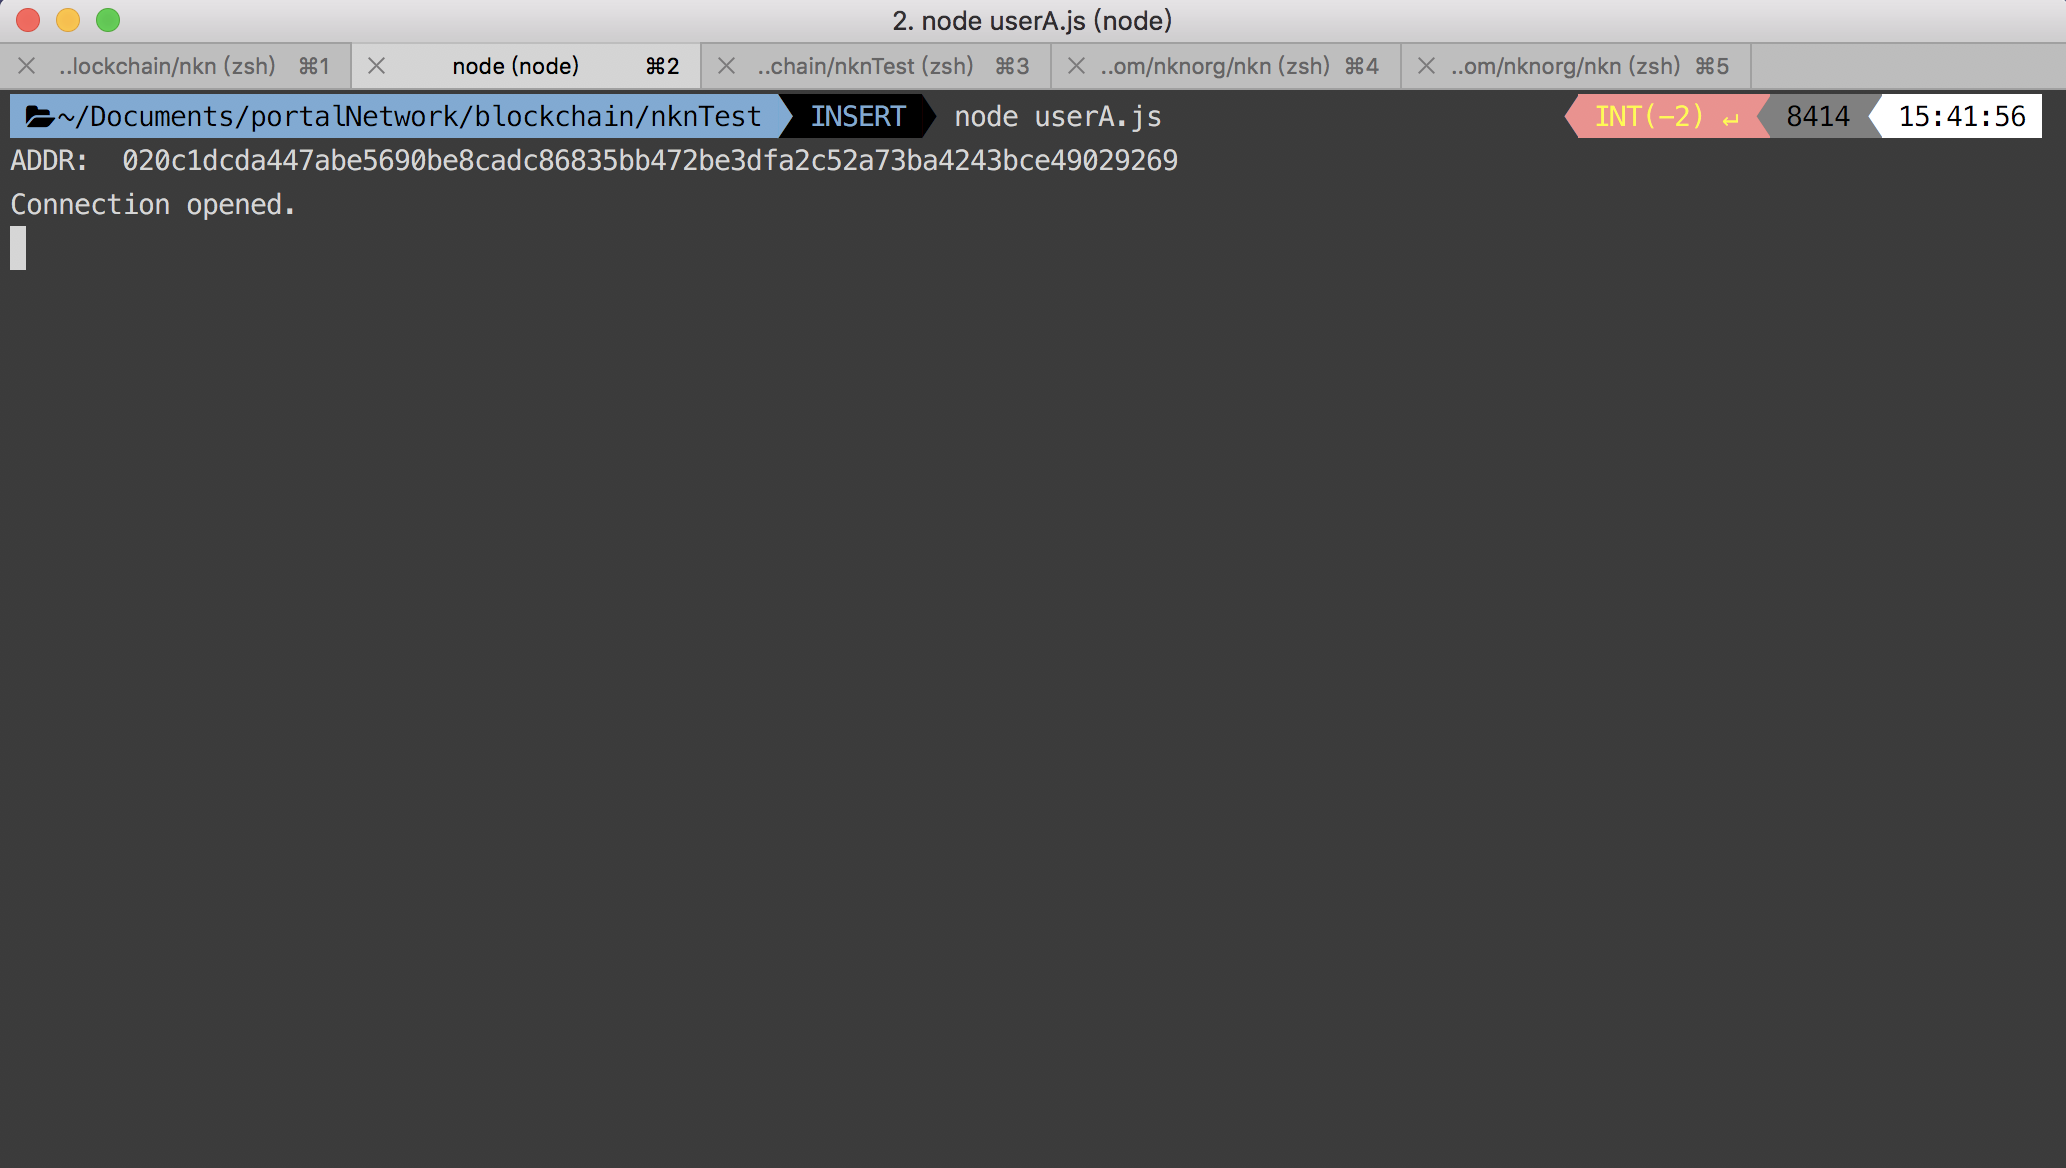 2. node userA.js (node)
..lockchain/nkn (zsh) ⌘1 node (node) ⌘2 ..chain/nknTest (zsh) ⌘3 ..om/nknorg/nkn (zsh) ⌘4 ..om/nknorg/nkn (zsh) ⌘5
~/Documents/portalNetwork/blockchain/nknTest INSERT node userA.js INT(-2) ↵ 8414 15:41:56
ADDR: 020c1dcda447abe5690be8cadc86835bb472be3dfa2c52a73ba4243bce49029269
Connection opened.